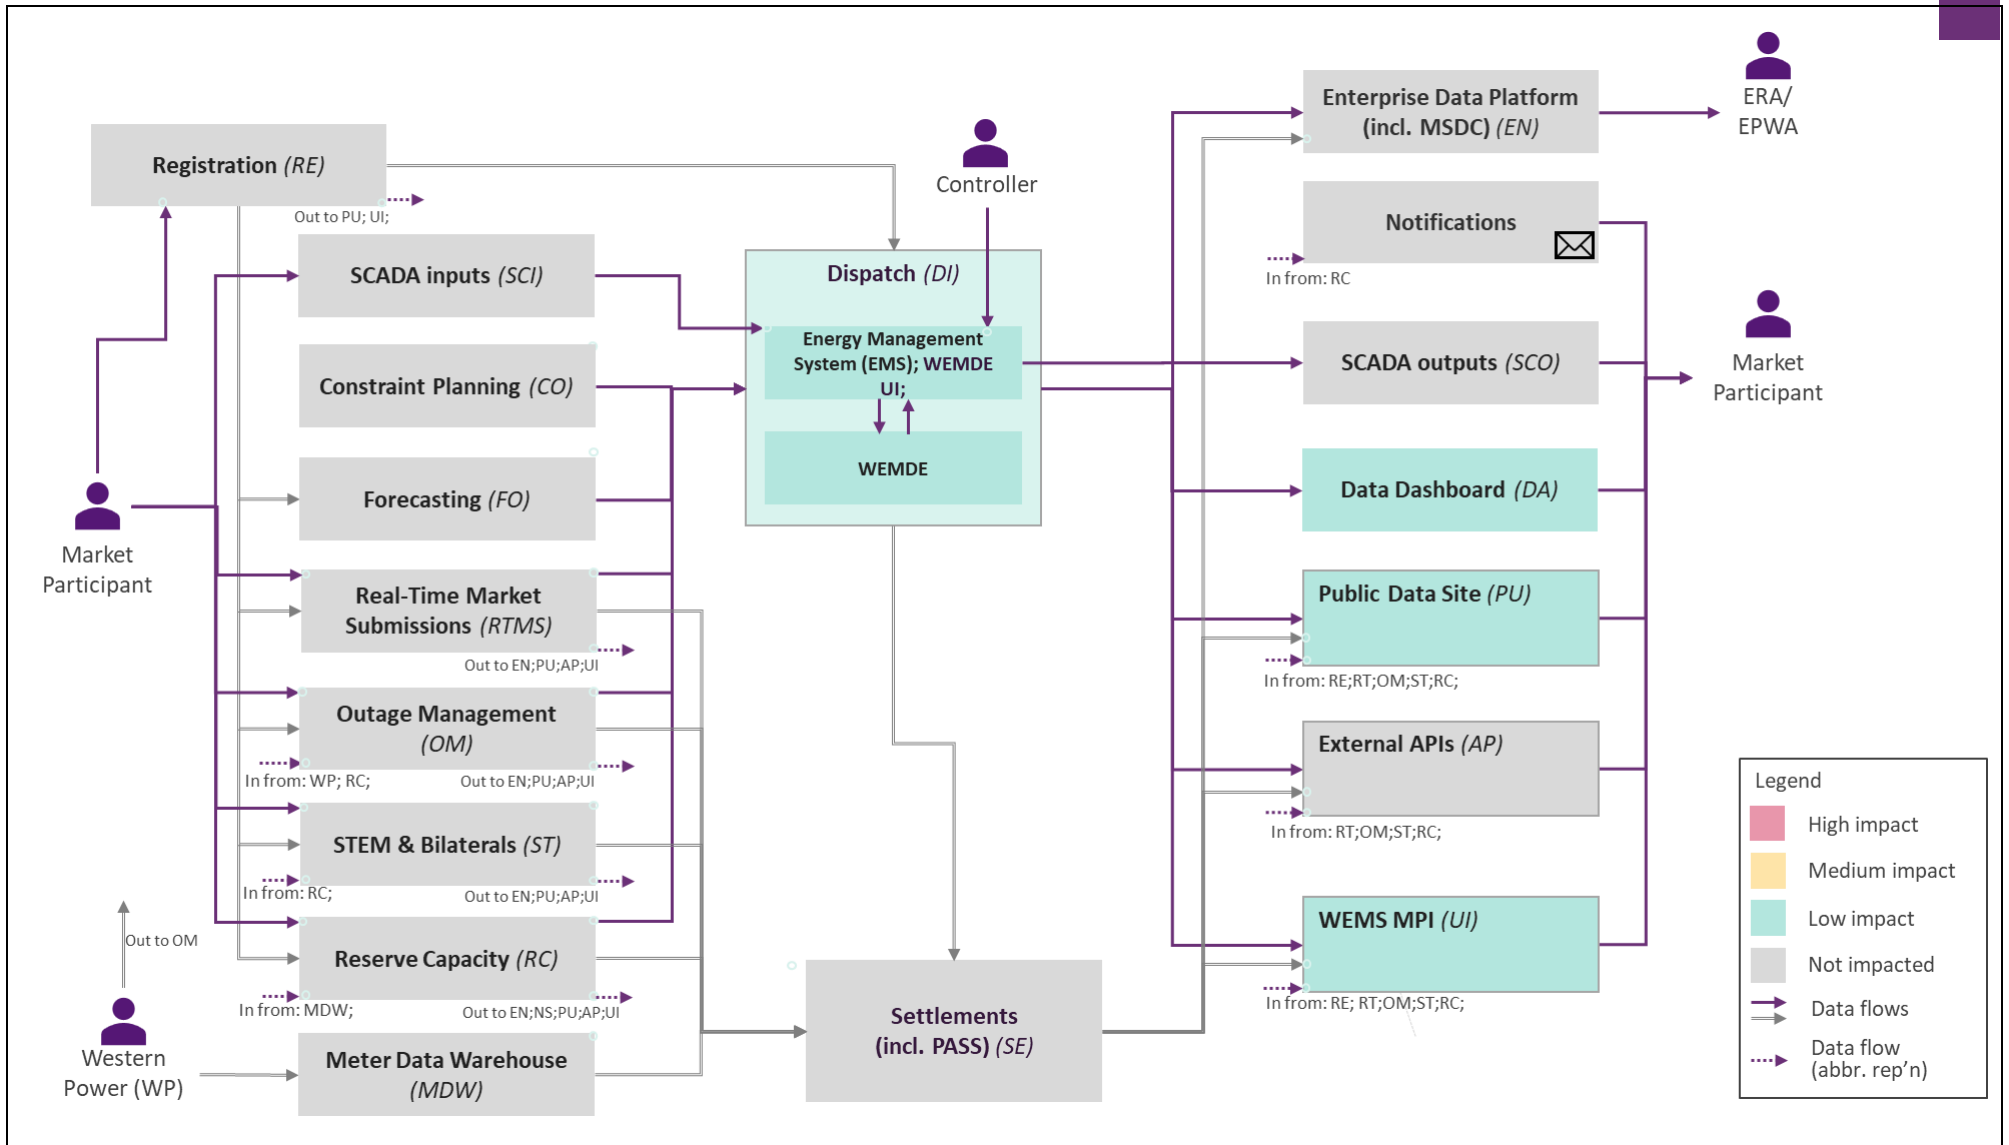 Registration (RE)
Out to PU; UI;
SCADA inputs (SCI)
Constraint Planning (CO)
Forecasting (FO)
Real-Time Market
Submissions (RTMS)
Out to EN;PU;AP;UI
Outage Management
(OM)
In from: WP; RC;
Out to EN;PU;AP;UI
STEM & Bilaterals (ST)
In from: RC;
Out to EN;PU;AP;UI
Reserve Capacity (RC)
In from: MDW;
Out to EN;NS;PU;AP;UI
Meter Data Warehouse
(MDW)
Market
Participant
Out to OM
Western
Power (WP)
Controller
Dispatch (DI)
Energy Management
System (EMS); WEMDE
UI;
WEMDE
Settlements
(incl. PASS) (SE)
Enterprise Data Platform
(incl. MSDC) (EN)
Notifications
In from: RC
SCADA outputs (SCO)
Data Dashboard (DA)
Public Data Site (PU)
In from: RE;RT;OM;ST;RC;
External APIs (AP)
In from: RT;OM;ST;RC;
WEMS MPI (UI)
In from: RE; RT;OM;ST;RC;
ERA/
EPWA
Market
Participant
Legend
High impact
Medium impact
Low impact
Not impacted
Data flows
Data flow
(abbr. rep’n)